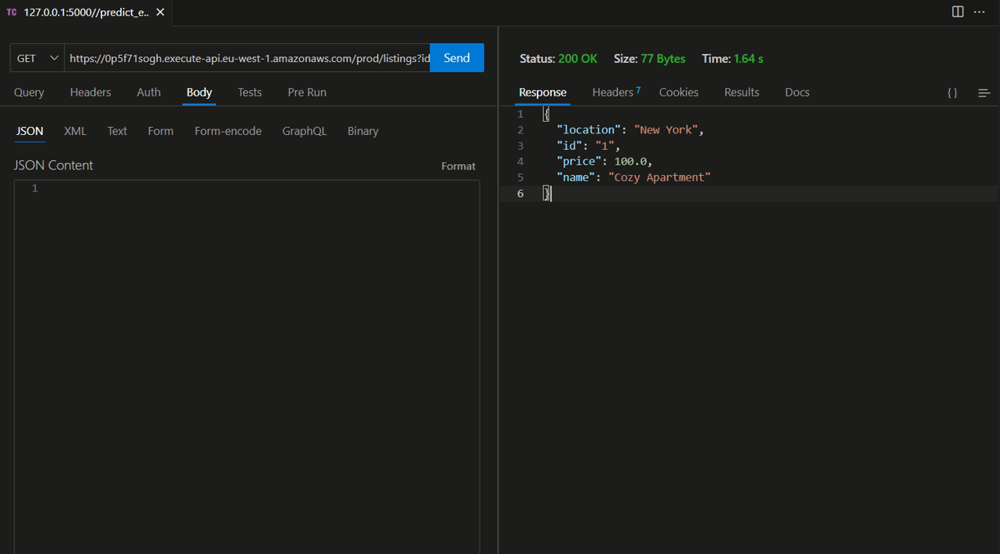 TC 127.0.0.1:5000//predict_e..
GET https://0p5f71sogh.execute-api.eu-west-1.amazonaws.com/prod/listings?id Send
Query Headers Auth Body Tests Pre Run
JSON XML Text Form Form-encode GraphQL Binary
JSON Content Format
1
Status: 200 OK Size: 77 Bytes Time: 1.64 s
Response Headers 7 Cookies Results Docs { }
1 {
2 "location": "New York",
3 "id": "1",
4 "price": 100.0,
5 "name": "Cozy Apartment"
6 }